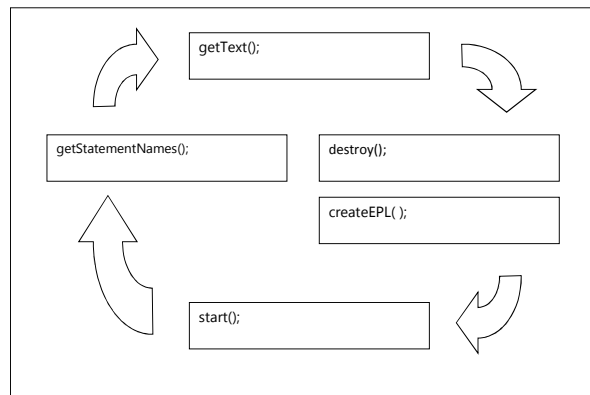 getText();
getStatementNames();
destroy();
createEPL( );
start();